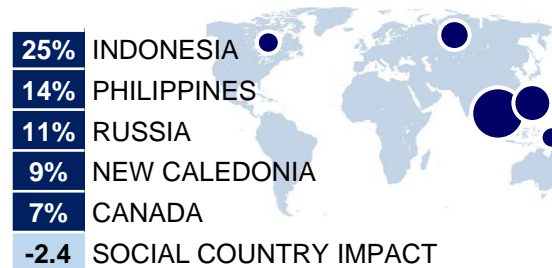 25% INDONESIA
14% PHILIPPINES
11% RUSSIA
9% NEW CALEDONIA
7% CANADA
-2.4 SOCIAL COUNTRY IMPACT